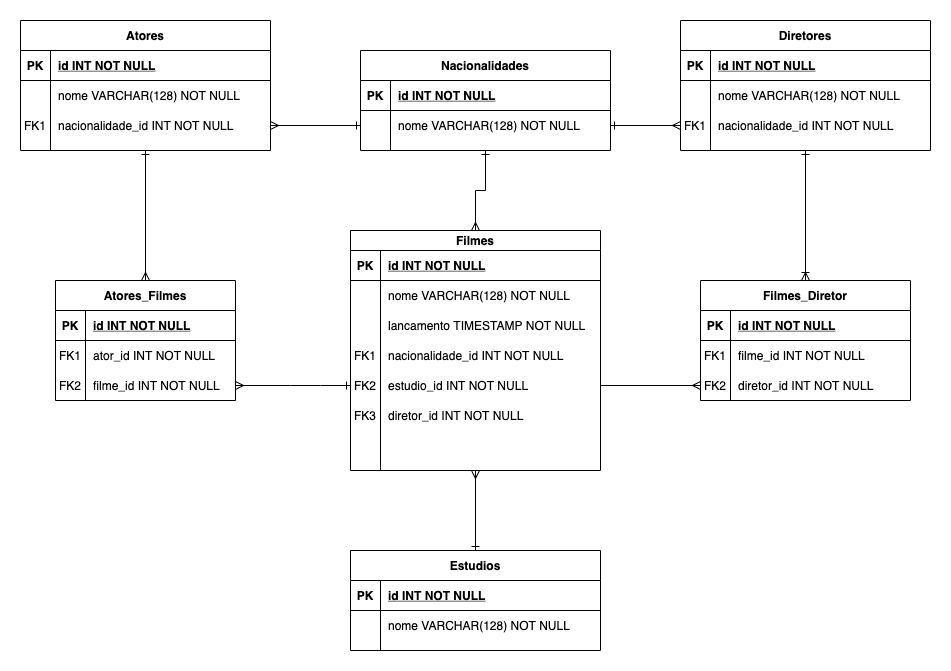 Atores
PK id INT NOT NULL
nome VARCHAR(128) NOT NULL
FK1 nacionalidade_id INT NOT NULL
Nacionalidades
PK id INT NOT NULL
nome VARCHAR(128) NOT NULL
Diretores
PK id INT NOT NULL
nome VARCHAR(128) NOT NULL
FK1 nacionalidade_id INT NOT NULL
Atores_Filmes
PK id INT NOT NULL
FK1 ator_id INT NOT NULL
FK2 filme_id INT NOT NULL
Filmes
PK id INT NOT NULL
nome VARCHAR(128) NOT NULL
lancamento TIMESTAMP NOT NULL
FK1 nacionalidade_id INT NOT NULL
FK2 estudio_id INT NOT NULL
FK3 diretor_id INT NOT NULL
Filmes_Diretor
PK id INT NOT NULL
FK1 filme_id INT NOT NULL
FK2 diretor_id INT NOT NULL
Estudios
PK id INT NOT NULL
nome VARCHAR(128) NOT NULL